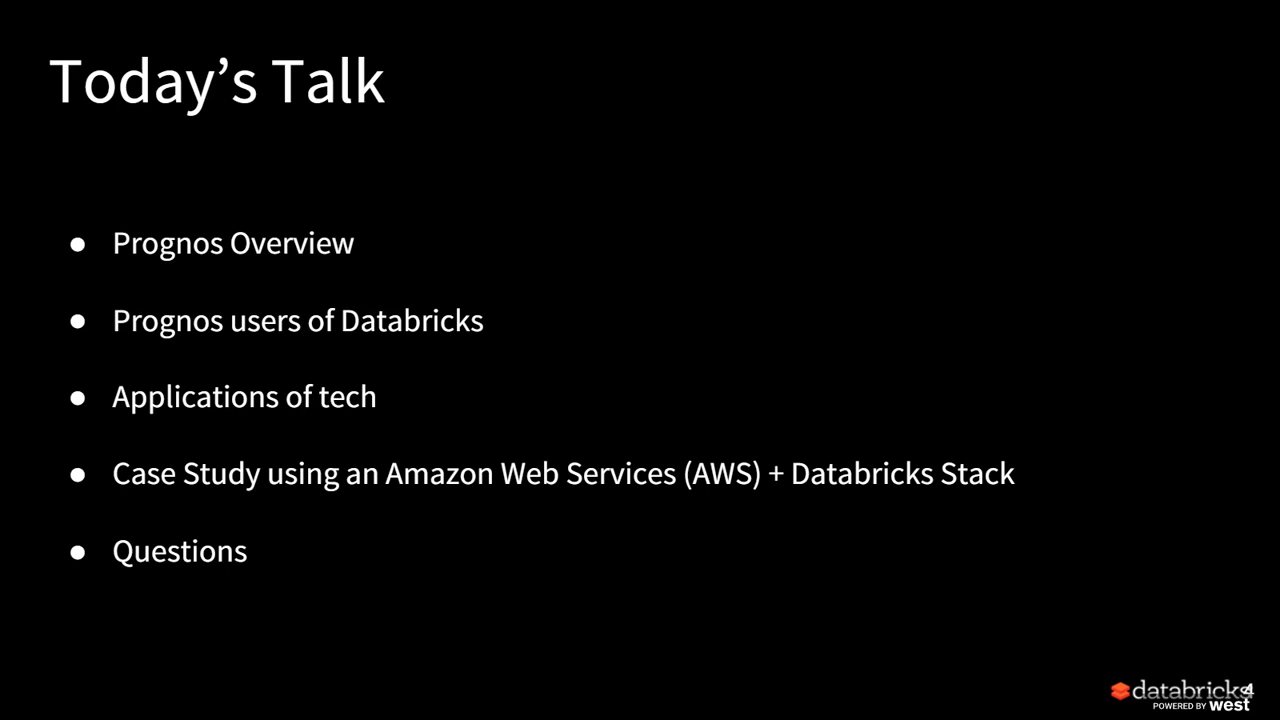 Today’s Talk
● Prognos Overview
● Prognos users of Databricks
● Applications of tech
● Case Study using an Amazon Web Services (AWS) + Databricks Stack
● Questions
databricks
4
POWERED BY west